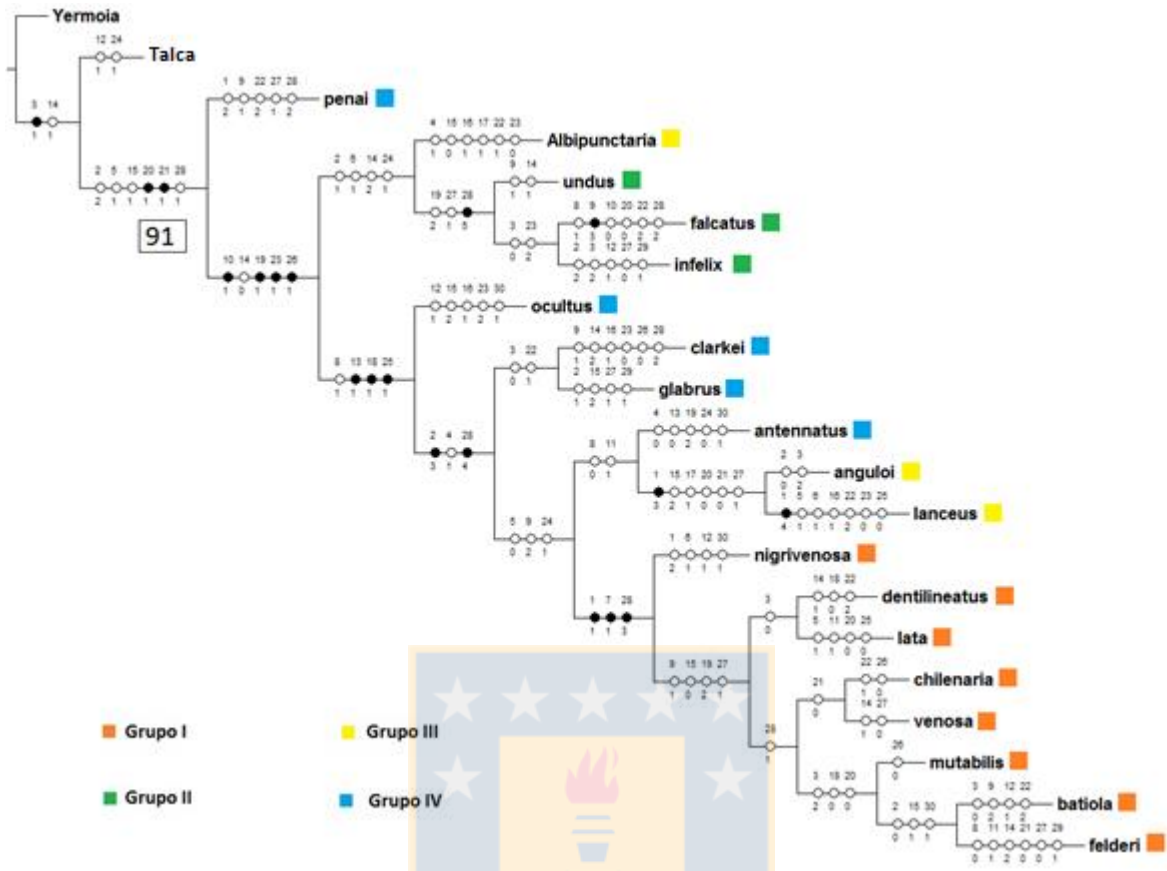 Yermoia
12 24
1 1
Talca
3 14
1 1
1 9 22 27 28
2 1 2 1 2
penai
2 5 15 20 21 29
2 1 1 1 1 1
91
4 15 16 17 22 23
1 0 1 1 1 0
Albipunctaria
2 6 14 24
1 1 2 1
9 14
1 1
undus
19 27 28
2 1 5
8 9 10 20 22 28
1 3 0 0 2 2
falcatus
3 23
0 2
2 3 12 27 29
2 2 1 0 1
infelix
10 14 19 23 26
1 0 1 1 1
12 15 16 23 30
1 2 1 2 1
ocultus
9 14 16 23 26 28
1 2 1 0 0 2
clarkei
3 22
0 1
8 13 18 25
1 1 1 1
2 15 27 29
1 2 1 1
glabrus
4 13 19 24 30
0 0 2 0 1
antennatus
2 4 28
3 1 4
8 11
0 1
2 3
0 2
anguloi
1 15 17 20 21 27
3 2 1 0 0 1
1 5 6 16 22 23 25
4 1 1 1 2 0 0
lanceus
5 9 24
0 2 1
1 6 12 30
2 1 1 1
nigrivenosa
14 18 22
1 0 2
dentilineatus
1 7 28
1 1 3
3
0
5 11 20 25
1 1 0 0
lata
9 15 19 27
1 0 2 1
22 26
1 0
chilenaria
21
0
14 27
1 0
venosa
Grupo I
Grupo III
29
1
26
0
mutabilis
3 18 20
2 0 0
Grupo II
Grupo IV
3 9 12 22
0 2 1 2
batiola
2 15 30
0 1 1
8 11 14 21 27 29
0 1 2 0 0 1
felderi